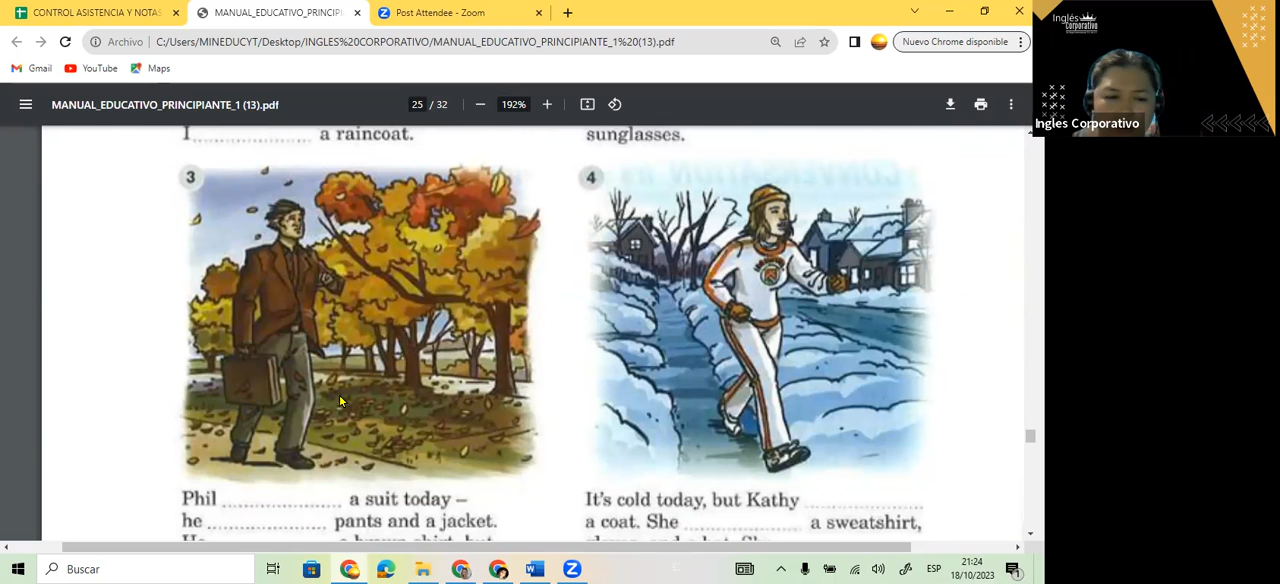 CONTROL ASISTENCIA Y NOTAS
MANUAL_EDUCATIVO_PRINCIPI
Post Attendee - Zoom
Archivo
C:/Users/MINEDUCYT/Desktop/INGLES%20CORPORATIVO/MANUAL_EDUCATIVO_PRINCIPIANTE_1%20(13).pdf
Nuevo Chrome disponible
Gmail
YouTube
Maps
MANUAL_EDUCATIVO_PRINCIPIANTE_1 (13).pdf
25 / 32
192%
Inglés
Corporativo
Ingles Corporativo
I ............ a raincoat.
sunglasses.
3
4
Phil ............ a suit today –
he ............ pants and a jacket.
It's cold today, but Kathy ............
a coat. She ............ a sweatshirt,
Buscar
ESP
21:24
18/10/2023
1